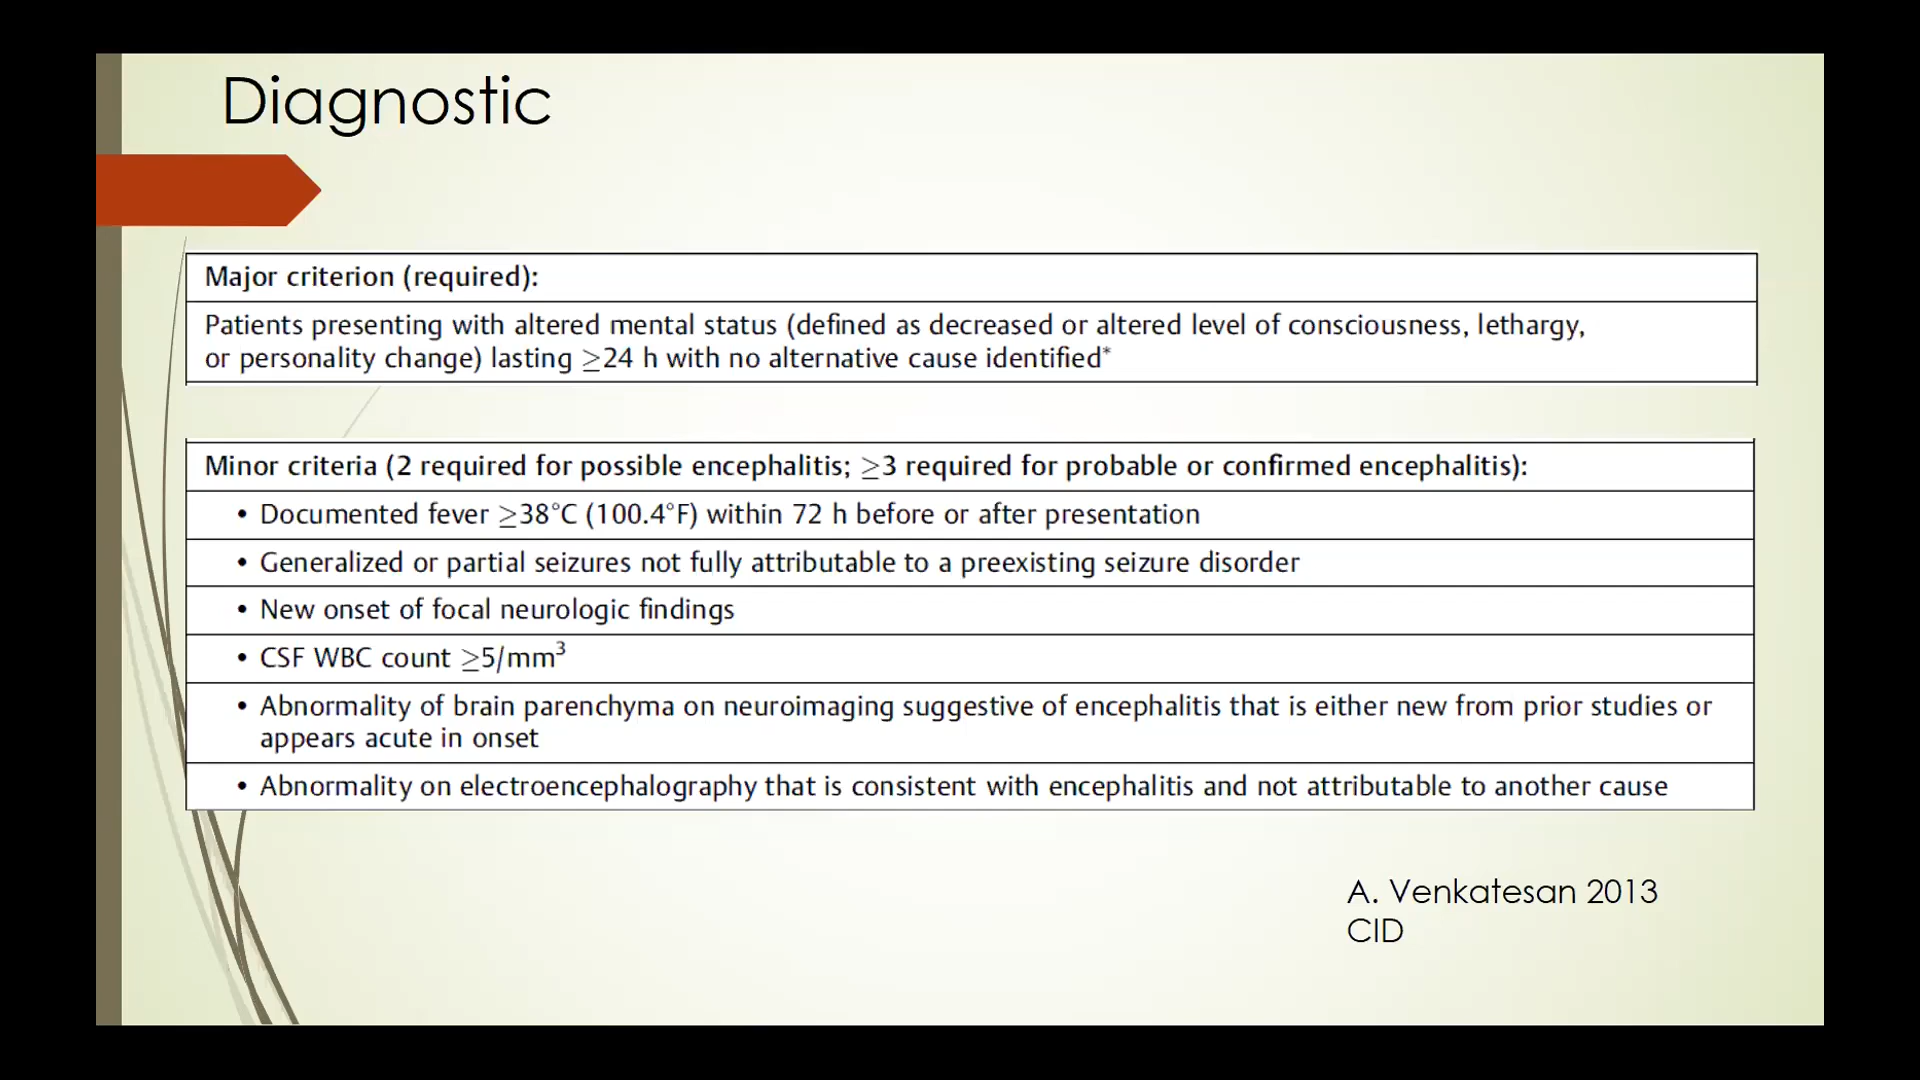 Diagnostic
Major criterion (required):
Patients presenting with altered mental status (defined as decreased or altered level of consciousness, lethargy,
or personality change) lasting ≥24 h with no alternative cause identified*
Minor criteria (2 required for possible encephalitis; ≥3 required for probable or confirmed encephalitis):
• Documented fever ≥38°C (100.4°F) within 72 h before or after presentation
• Generalized or partial seizures not fully attributable to a preexisting seizure disorder
• New onset of focal neurologic findings
• CSF WBC count ≥5/mm³
• Abnormality of brain parenchyma on neuroimaging suggestive of encephalitis that is either new from prior studies or
appears acute in onset
• Abnormality on electroencephalography that is consistent with encephalitis and not attributable to another cause
A. Venkatesan 2013
CID